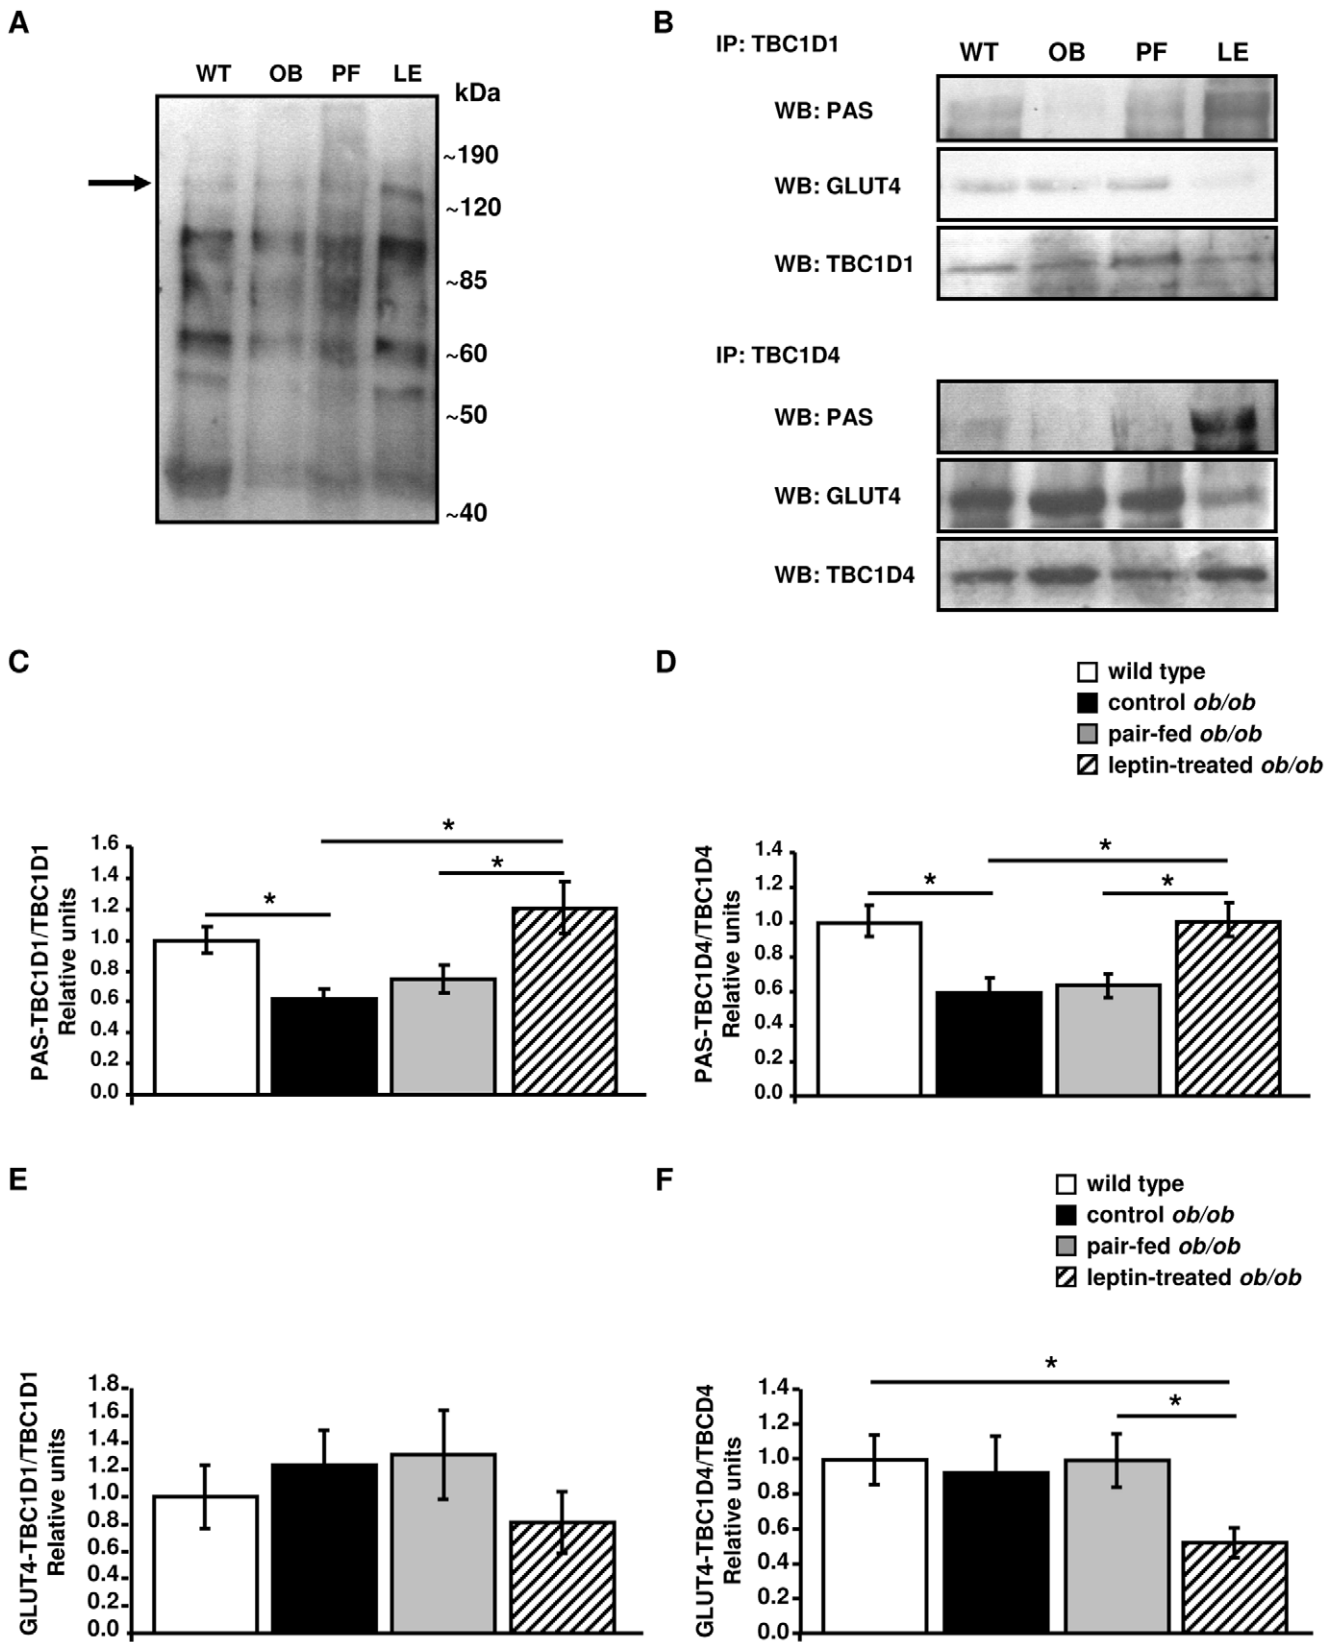 A
WT OB PF LE
kDa
~190
~120
~85
~60
~50
~40
B
IP: TBC1D1
WT OB PF LE
WB: PAS
WB: GLUT4
WB: TBC1D1
IP: TBC1D4
WB: PAS
WB: GLUT4
WB: TBC1D4
C
PAS-TBC1D1/TBC1D1
Relative units
1.6
1.4
1.2
1.0
0.8
0.6
0.4
0.2
0.0
*
*
*
D
wild type
control ob/ob
pair-fed ob/ob
leptin-treated ob/ob
PAS-TBC1D4/TBC1D4
Relative units
1.4
1.2
1.0
0.8
0.6
0.4
0.2
0.0
*
*
*
E
GLUT4-TBC1D1/TBC1D1
Relative units
1.8
1.6
1.4
1.2
1.0
0.8
0.6
0.4
0.2
0.0
F
wild type
control ob/ob
pair-fed ob/ob
leptin-treated ob/ob
GLUT4-TBC1D4/TBCD4
Relative units
1.4
1.2
1.0
0.8
0.6
0.4
0.2
0.0
*
*